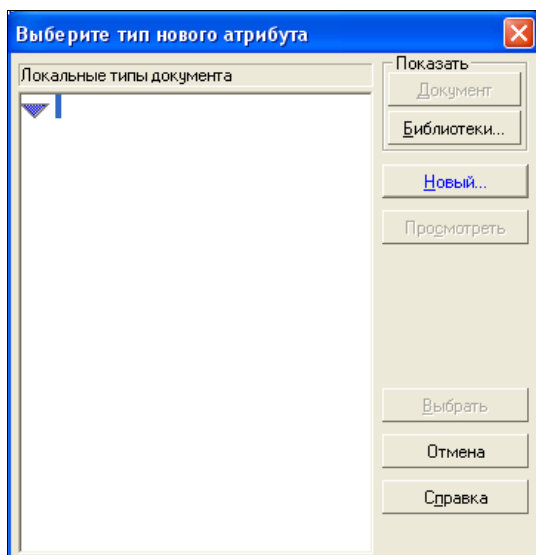 Выберите тип нового атрибута
Локальные типы документа
Показать
Документ
Библиотеки...
Новый...
Просмотреть
Выбрать
Отмена
Справка